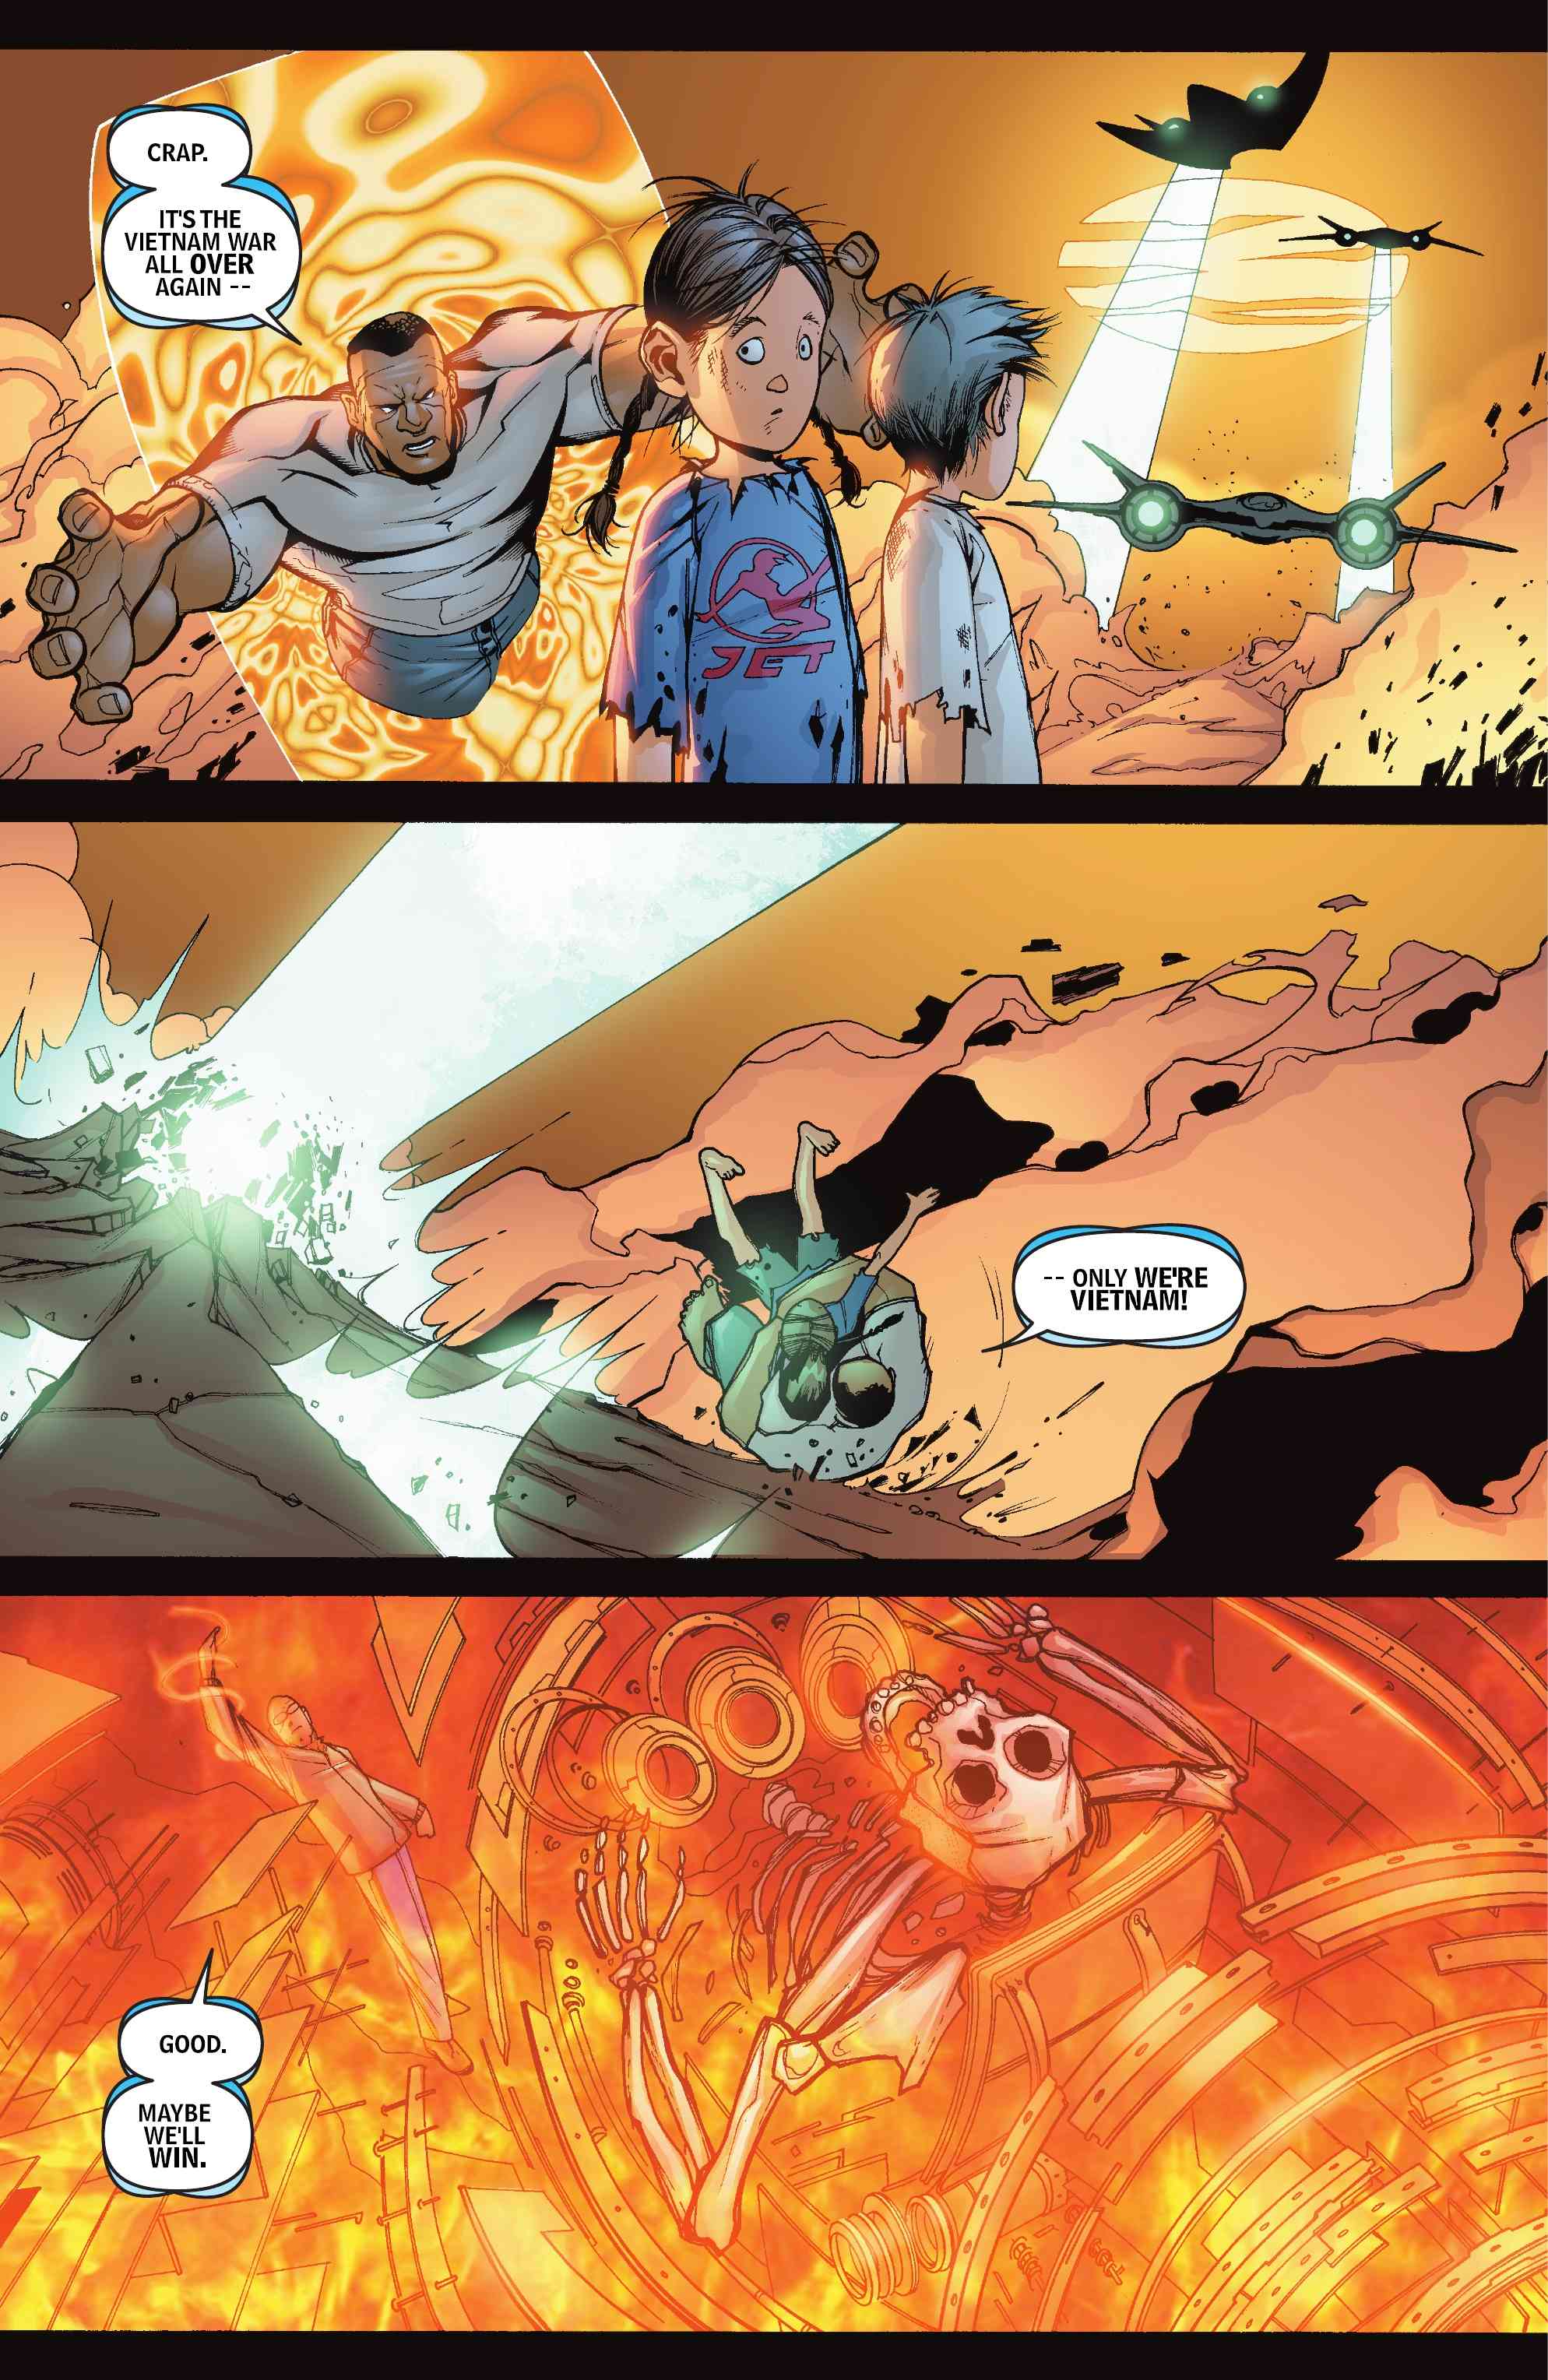 CRAP.
IT'S THE
VIETNAM WAR
ALL OVER
AGAIN --
JET
-- ONLY WE'RE
VIETNAM!
GOOD.
MAYBE
WE'LL
WIN.